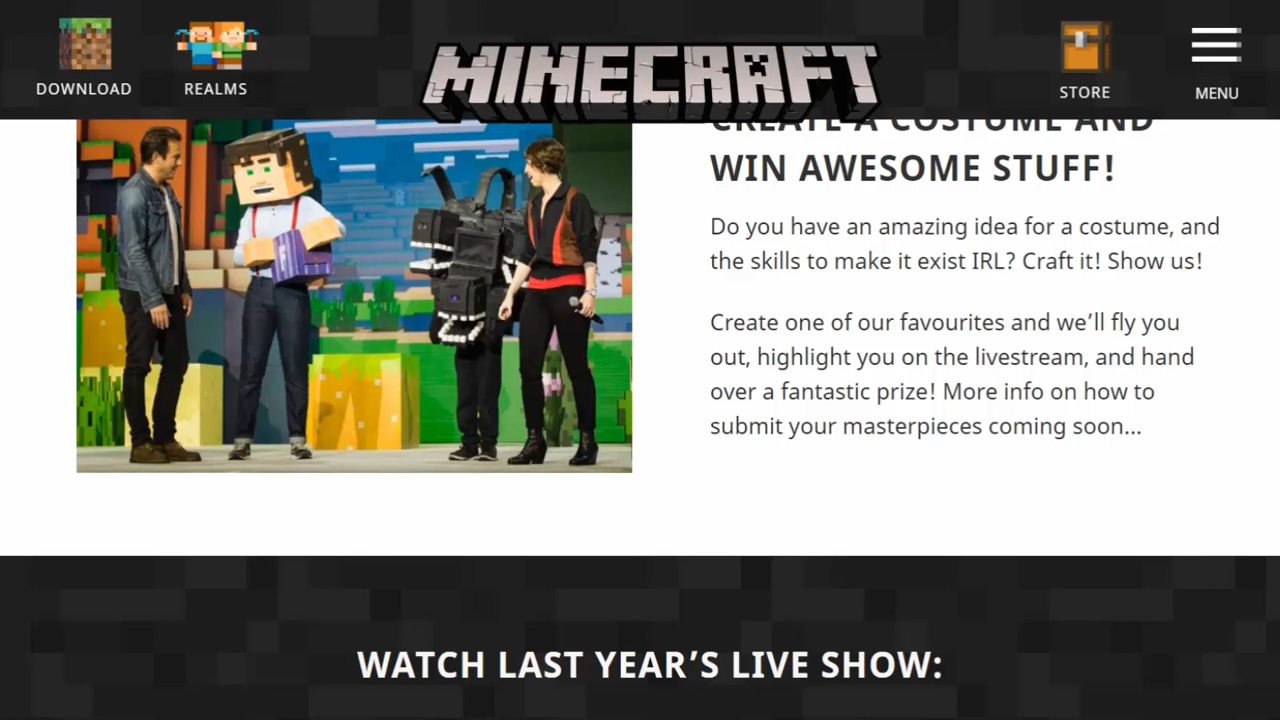 DOWNLOAD
REALMS
MINECRAFT
STORE
MENU
CREATE A COSTUME AND
WIN AWESOME STUFF!
Do you have an amazing idea for a costume, and
the skills to make it exist IRL? Craft it! Show us!
Create one of our favourites and we’ll fly you
out, highlight you on the livestream, and hand
over a fantastic prize! More info on how to
submit your masterpieces coming soon...
WATCH LAST YEAR’S LIVE SHOW: